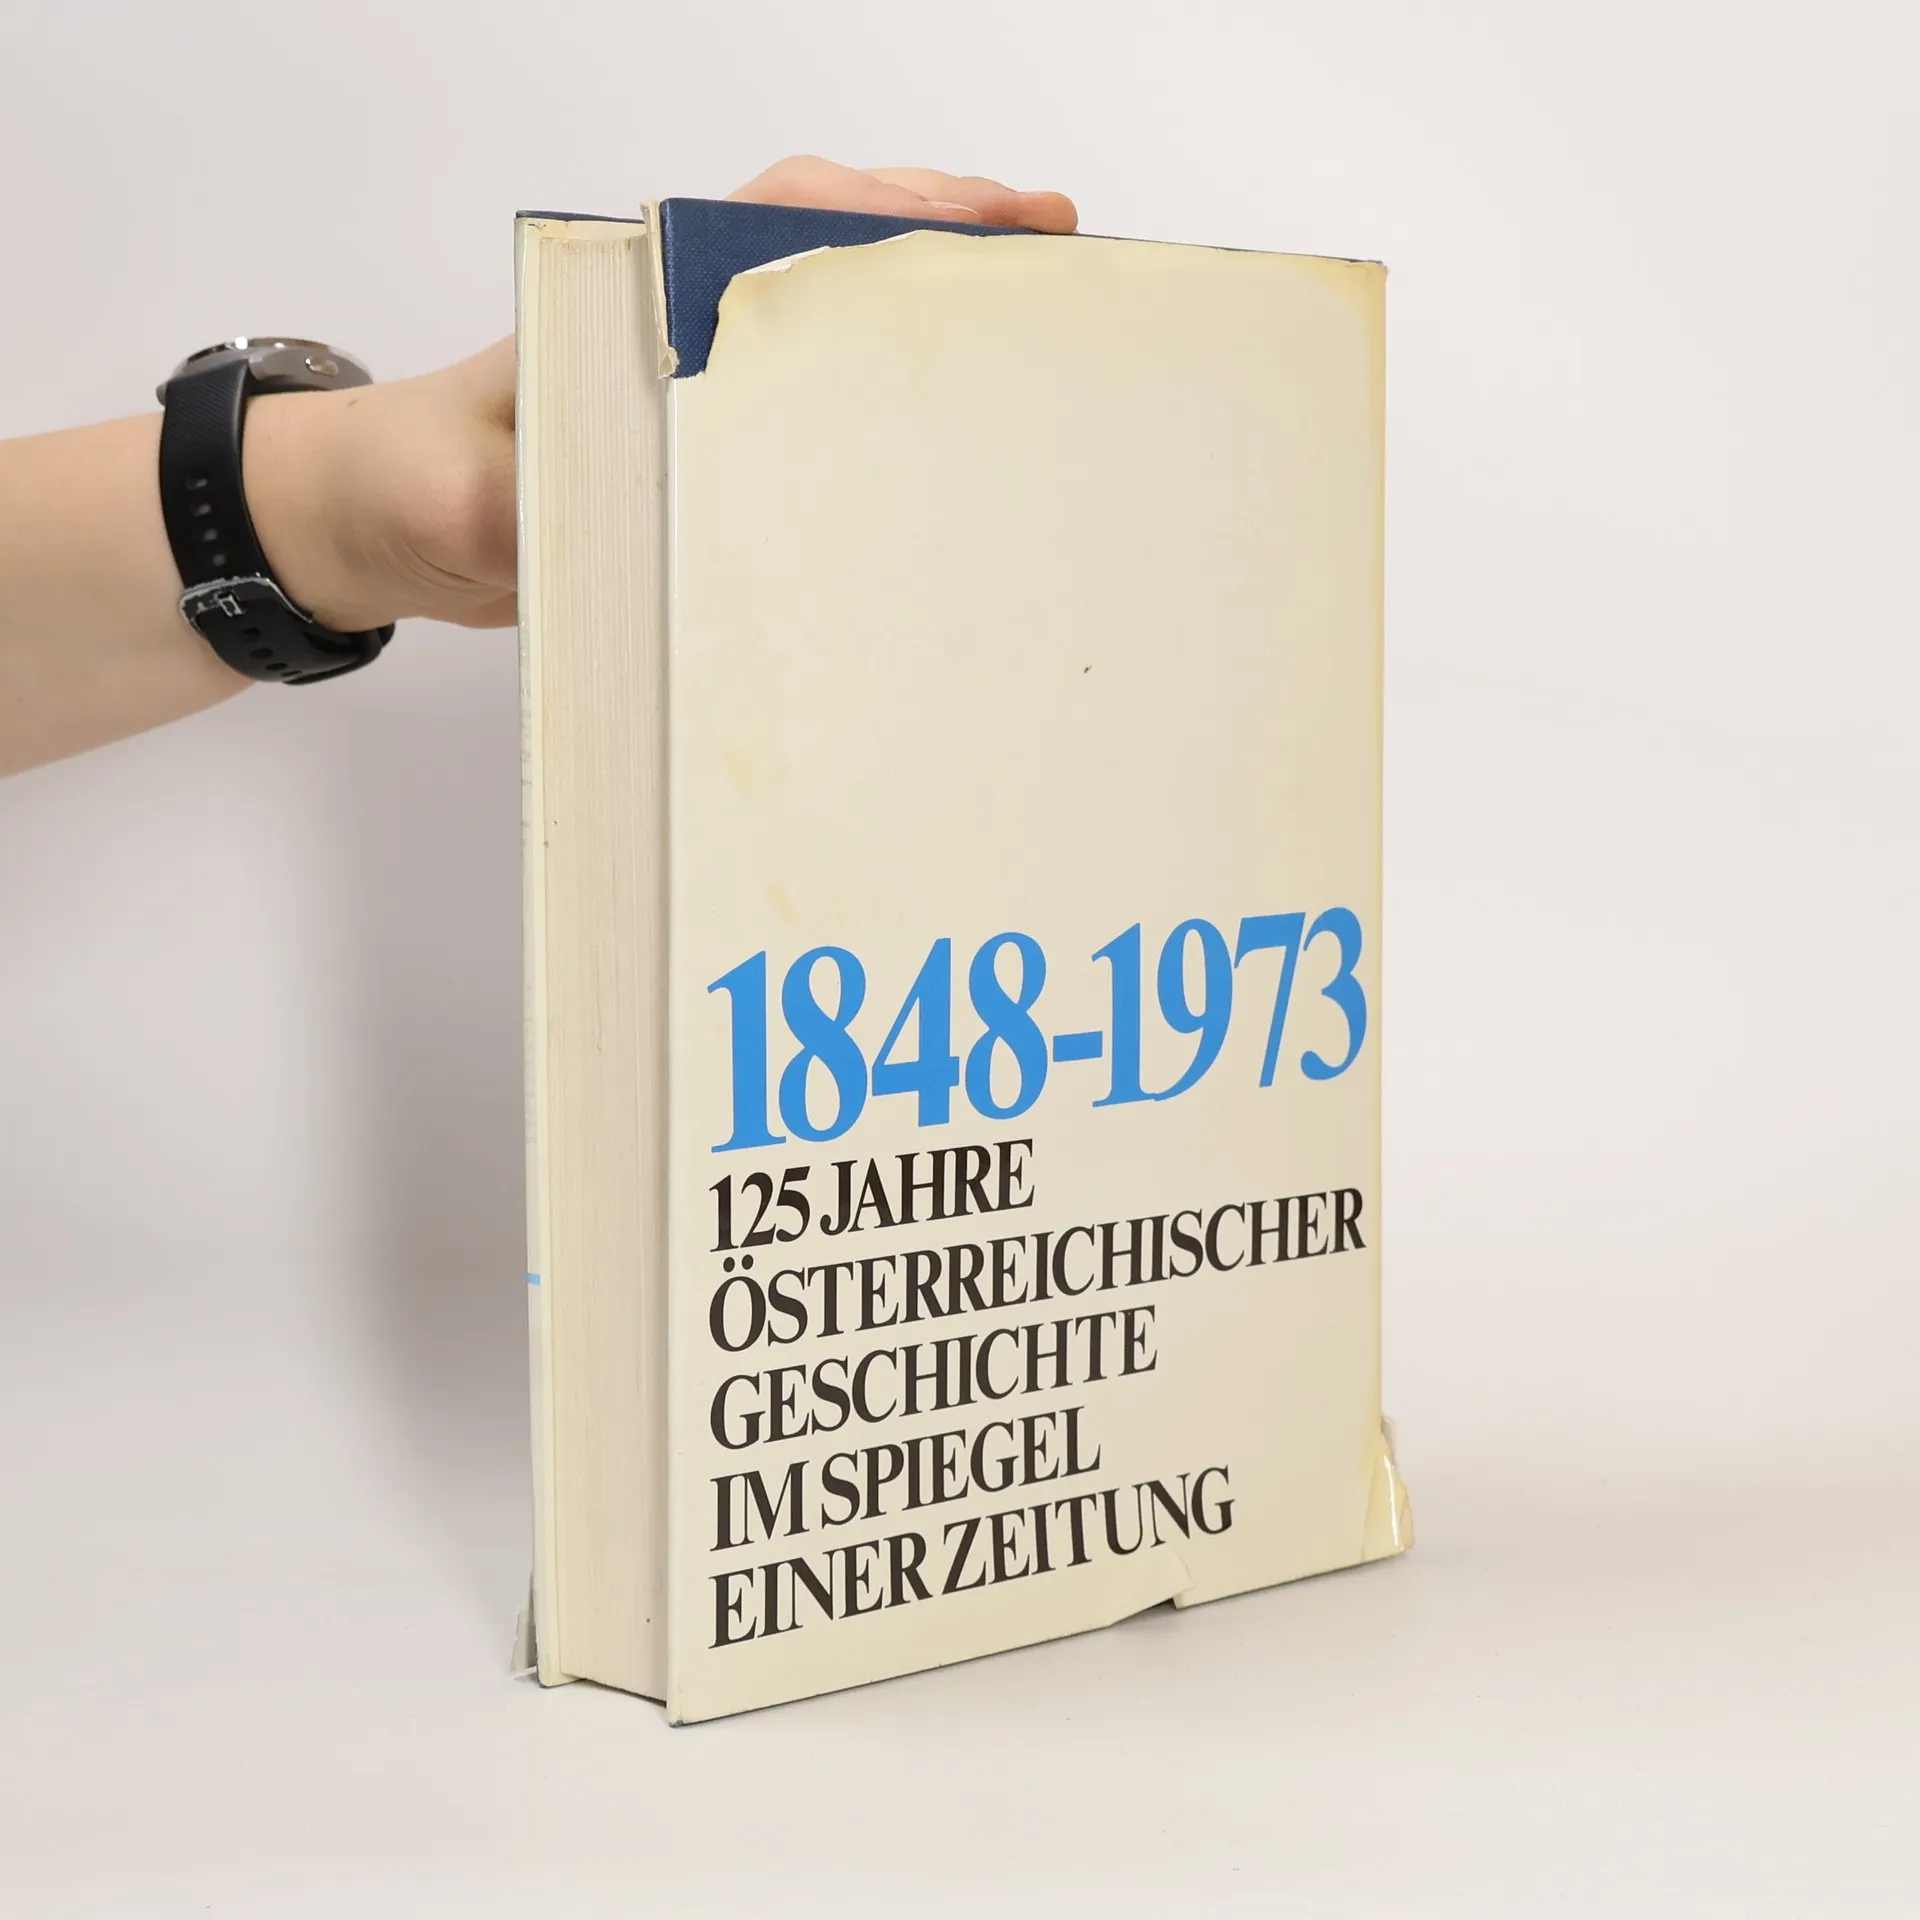 1848-1973
125 JAHRE
ÖSTERREICHISCHER
GESCHICHTE
IM SPIEGEL
EINER ZEITUNG